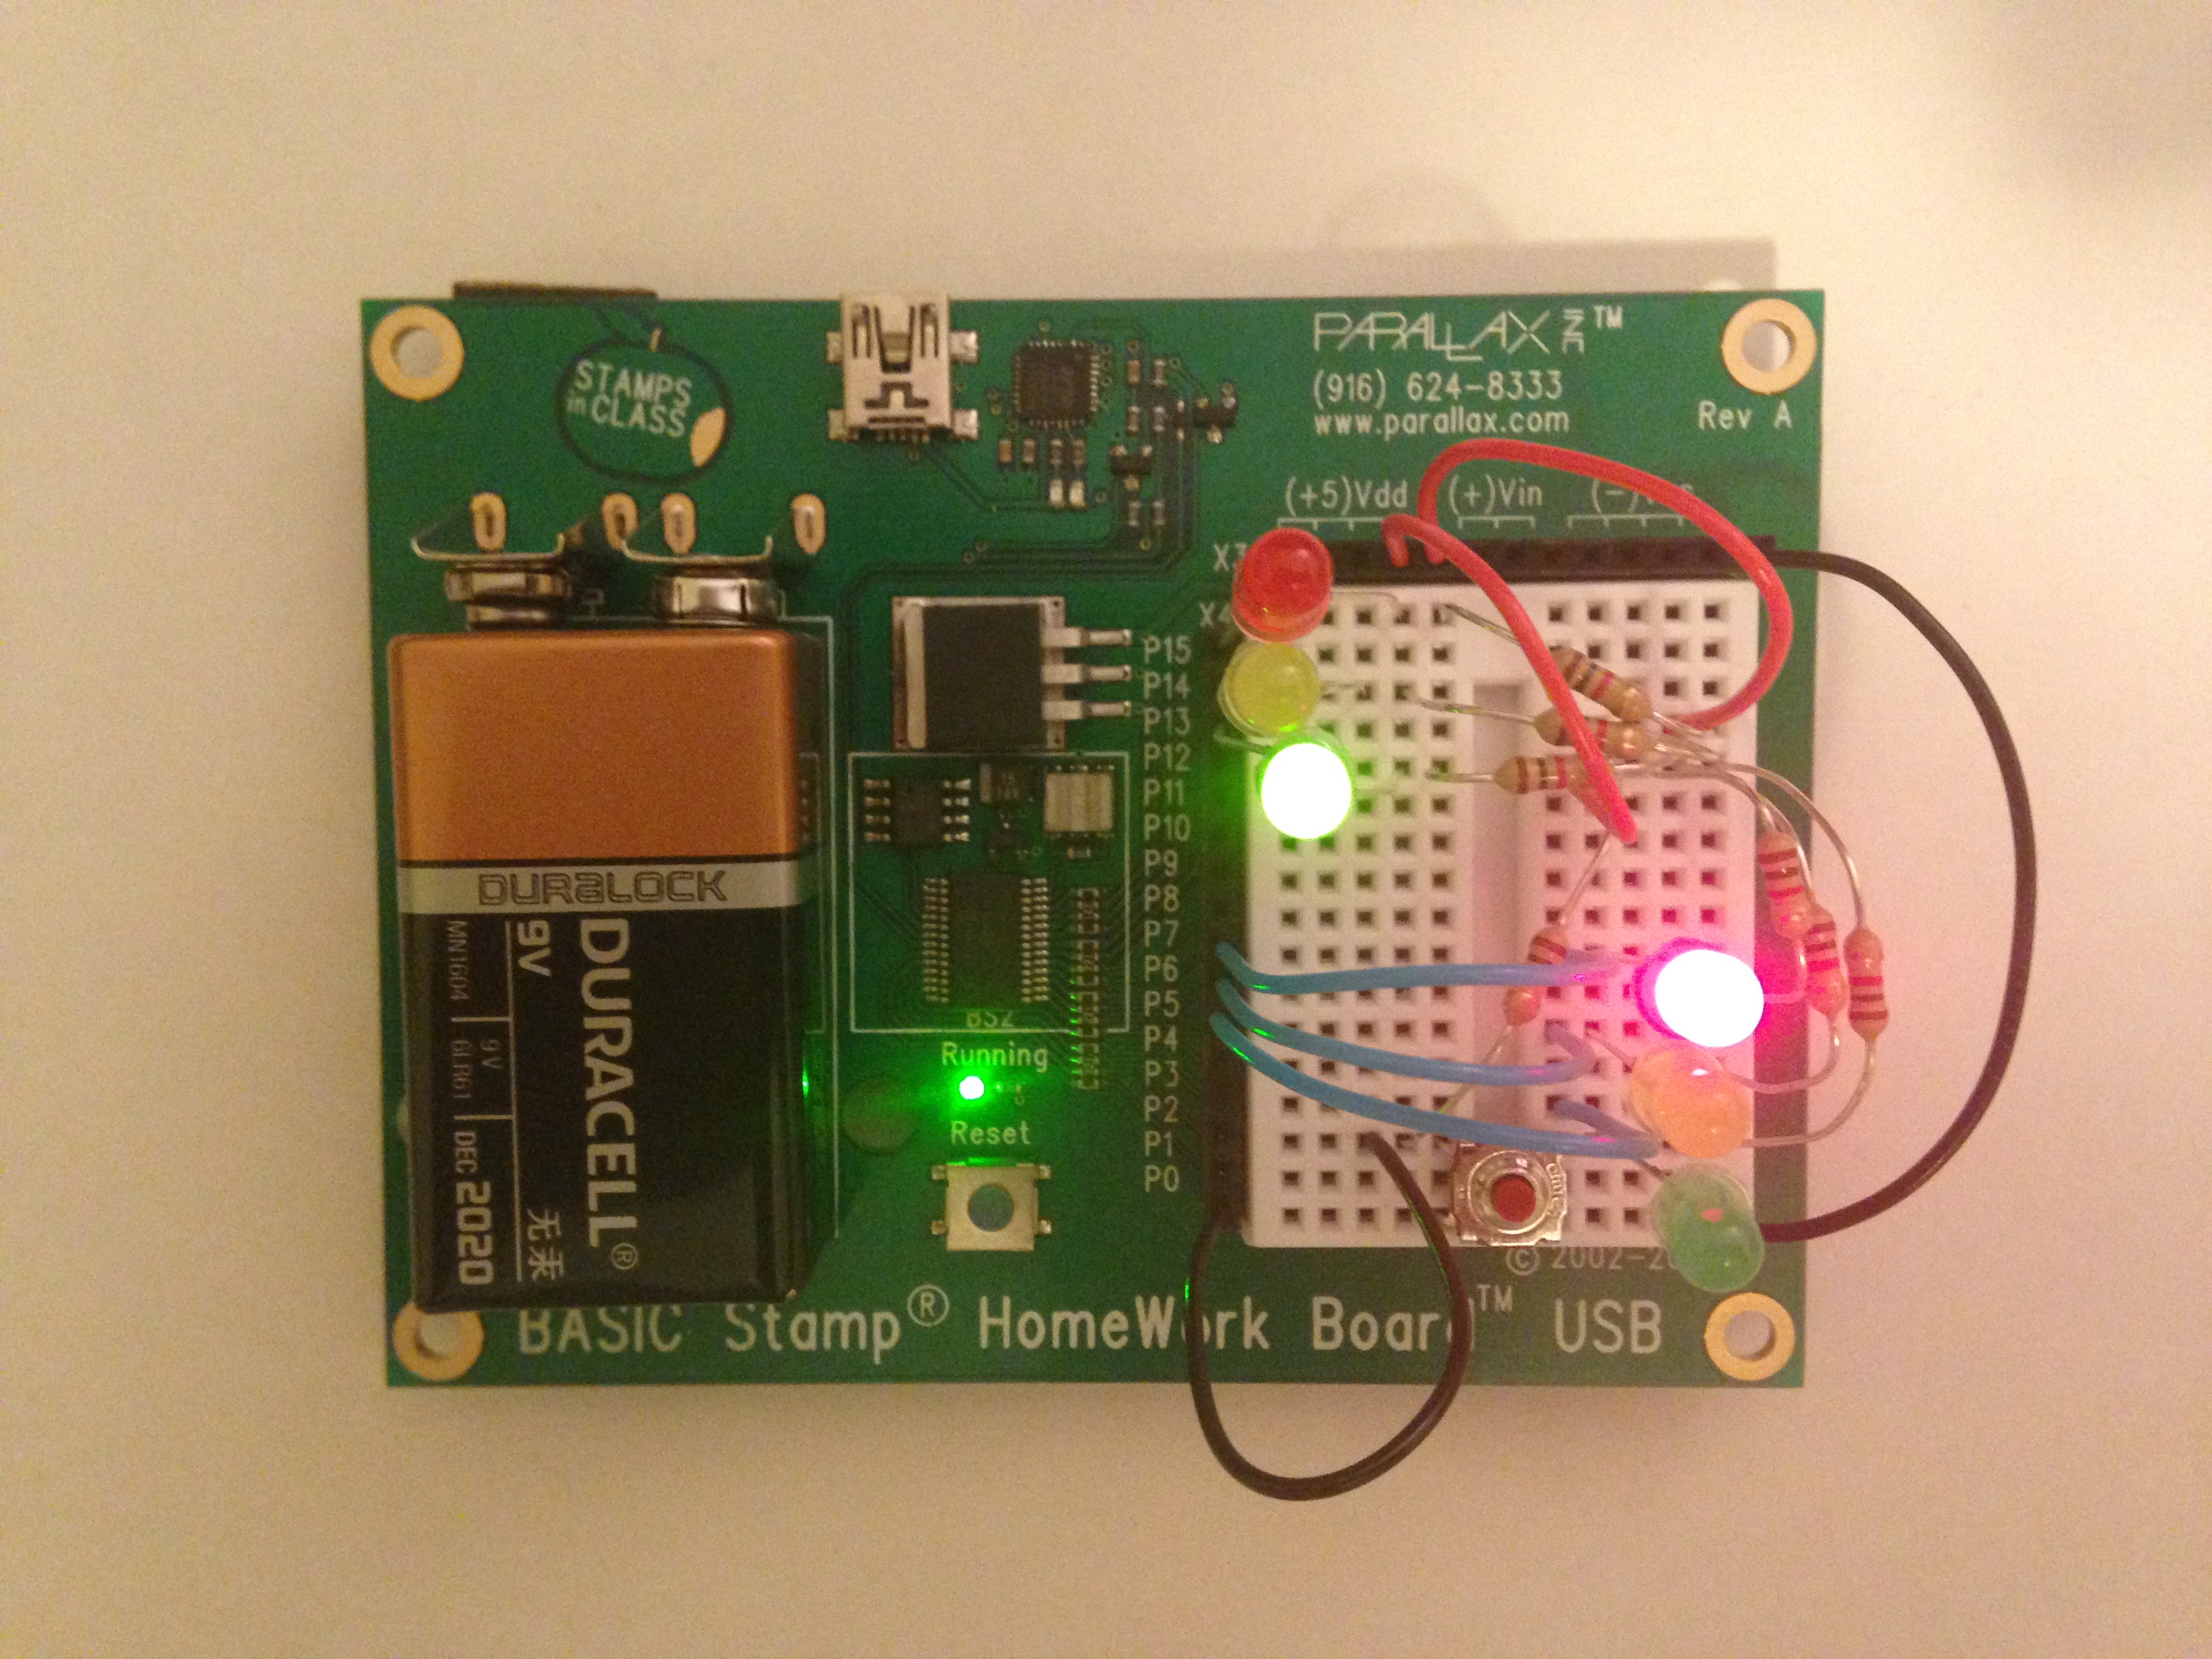 STAMPS
in CLASS
PARALLAX INC ™
(916) 624-8333
www.parallax.com
Rev A
(+5)Vdd (+)Vin
X3
X4
P15
P14
P13
P12
P11
P10
P9
P8
P7
P6
P5
P4
P3
P2
P1
P0
DURALOCK
DURACELL®
9V
无汞
MN1604
9V
6LR61
DEC 2020
BS2
Running
Reset
BASIC Stamp® HomeWork Board™ USB